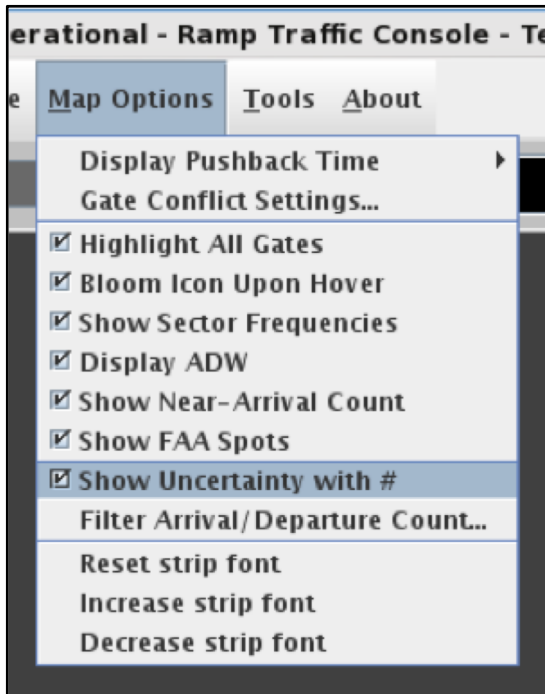 erational - Ramp Traffic Console - Te
e Map Options Tools About
Display Pushback Time
Gate Conflict Settings...
Highlight All Gates
Bloom Icon Upon Hover
Show Sector Frequencies
Display ADW
Show Near-Arrival Count
Show FAA Spots
Show Uncertainty with #
Filter Arrival/Departure Count...
Reset strip font
Increase strip font
Decrease strip font